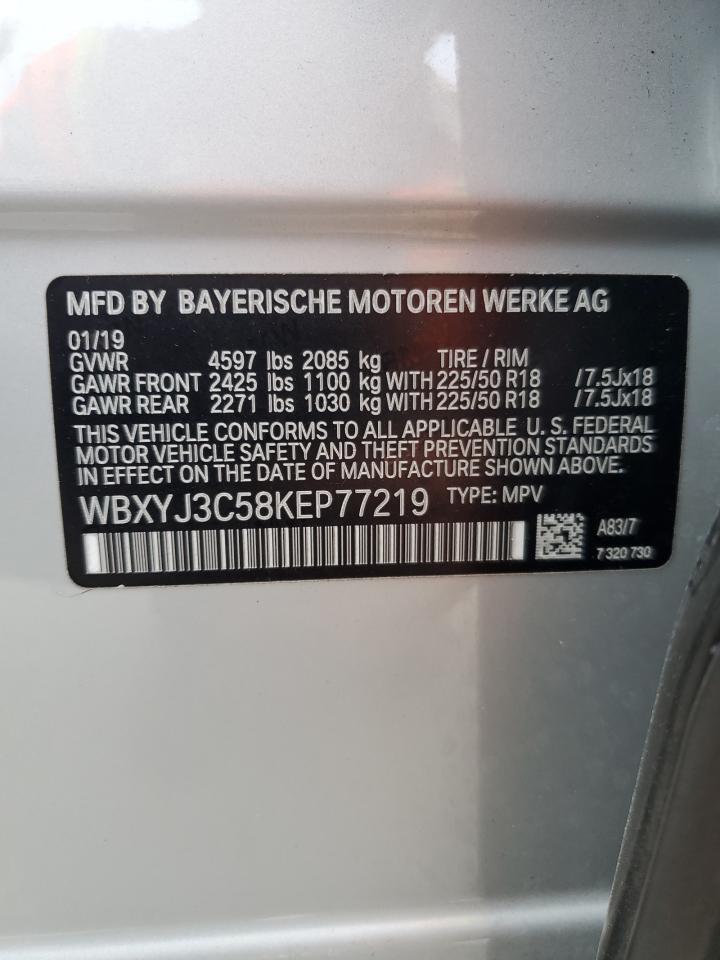 MFD BY BAYERISCHE MOTOREN WERKE AG
01/19
GVWR 4597 lbs 2085 kg TIRE / RIM
GAWR FRONT 2425 lbs 1100 kg WITH 225/50 R18 /7.5Jx18
GAWR REAR 2271 lbs 1030 kg WITH 225/50 R18 /7.5Jx18
THIS VEHICLE CONFORMS TO ALL APPLICABLE U. S. FEDERAL
MOTOR VEHICLE SAFETY AND THEFT PREVENTION STANDARDS
IN EFFECT ON THE DATE OF MANUFACTURE SHOWN ABOVE.
WBXYJ3C58KEP77219 TYPE: MPV
A83/7
7 320 730